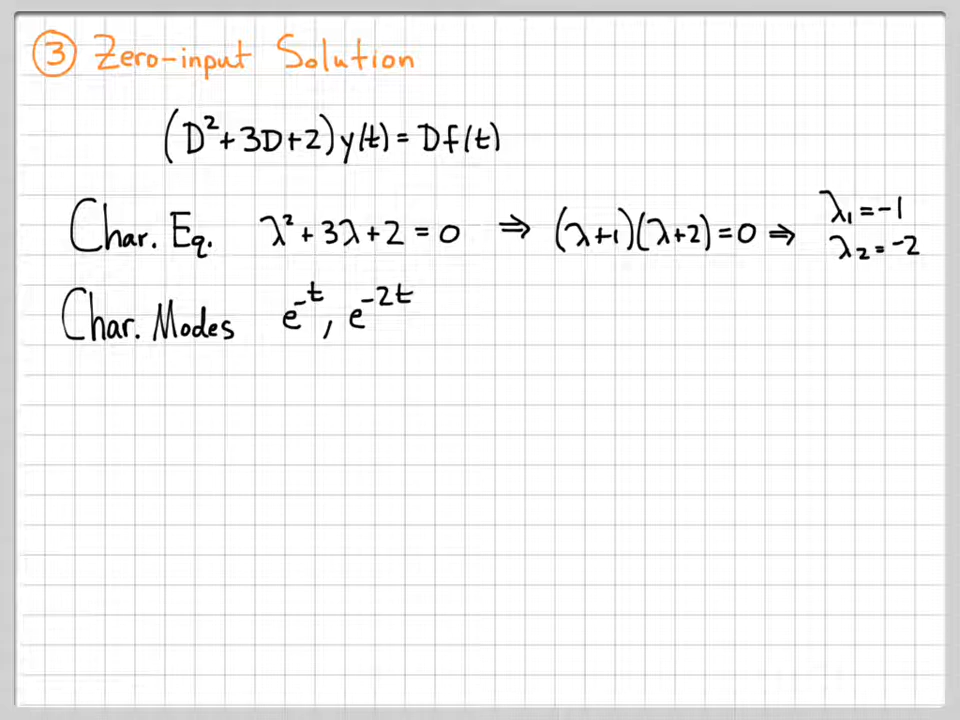 ③ Zero-input Solution
(D²+3D+2)y(t) = Df(t)
Char. Eq. λ²+3λ+2=0 ⇒ (λ+1)(λ+2)=0 ⇒ λ₁=-1
λ₂=-2
Char. Modes e^-t, e^-2t